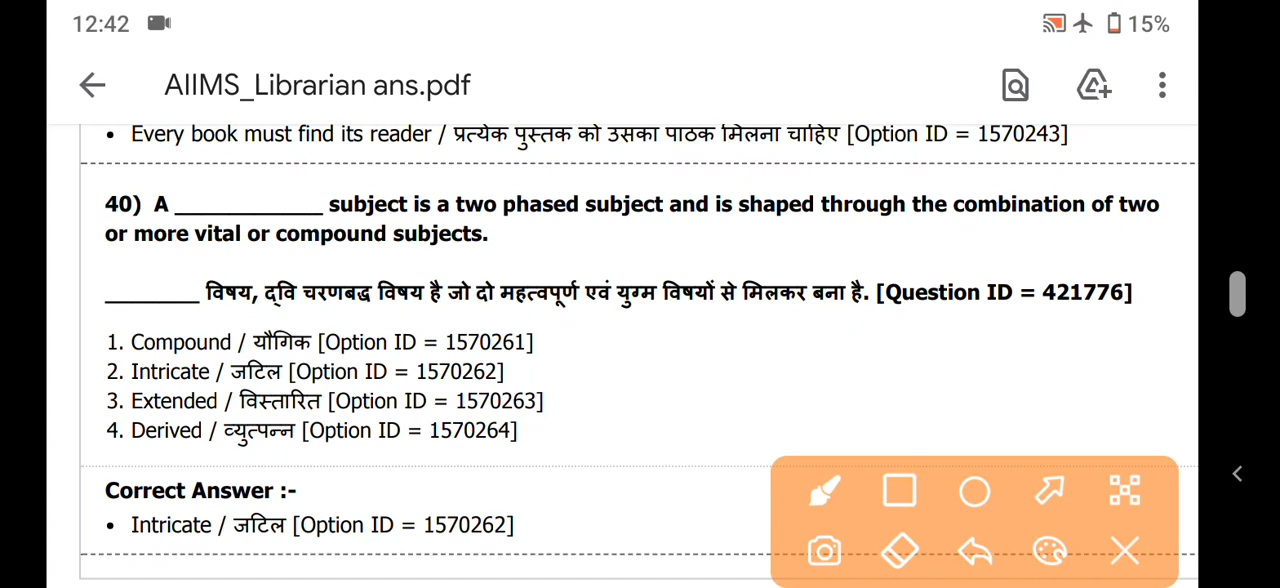 12:42 15%
AIIMS_Librarian ans.pdf
• Every book must find its reader / प्रत्येक पुस्तक को उसका पाठक मिलना चाहिए [Option ID = 1570243]
40) A ____________ subject is a two phased subject and is shaped through the combination of two
or more vital or compound subjects.
________ विषय, द्वि चरणबद्ध विषय है जो दो महत्वपूर्ण एवं युग्म विषयों से मिलकर बना है. [Question ID = 421776]
1. Compound / यौगिक [Option ID = 1570261]
2. Intricate / जटिल [Option ID = 1570262]
3. Extended / विस्तारित [Option ID = 1570263]
4. Derived / व्युत्पन्न [Option ID = 1570264]
Correct Answer :-
• Intricate / जटिल [Option ID = 1570262]